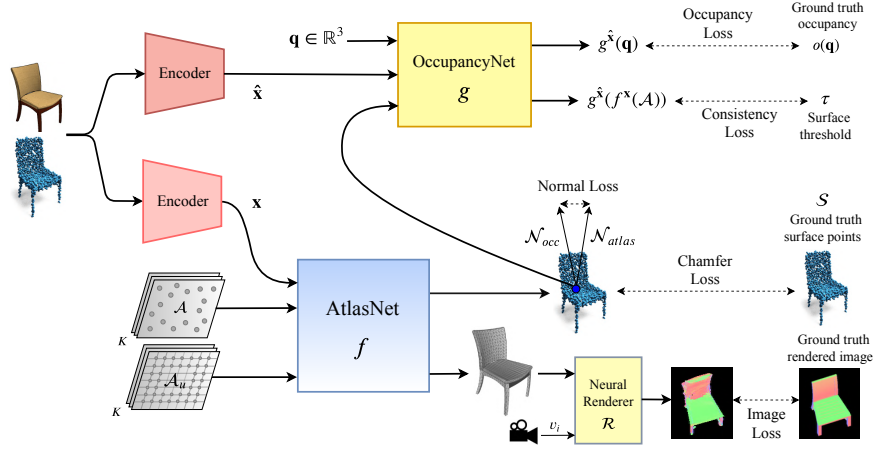 Encoder
x̂
Encoder
x
𝒜
K
𝒜ᵤ
K
AtlasNet
f
q ∈ ℝ³
OccupancyNet
g
g^x̂(q)
Occupancy
Loss
Ground truth
occupancy
o(q)
g^x̂(f^x(𝒜))
Consistency
Loss
τ
Surface
threshold
Normal Loss
𝒩_occ
𝒩_atlas
Chamfer
Loss
𝒮
Ground truth
surface points
v_i
Neural
Renderer
ℛ
Image
Loss
Ground truth
rendered image